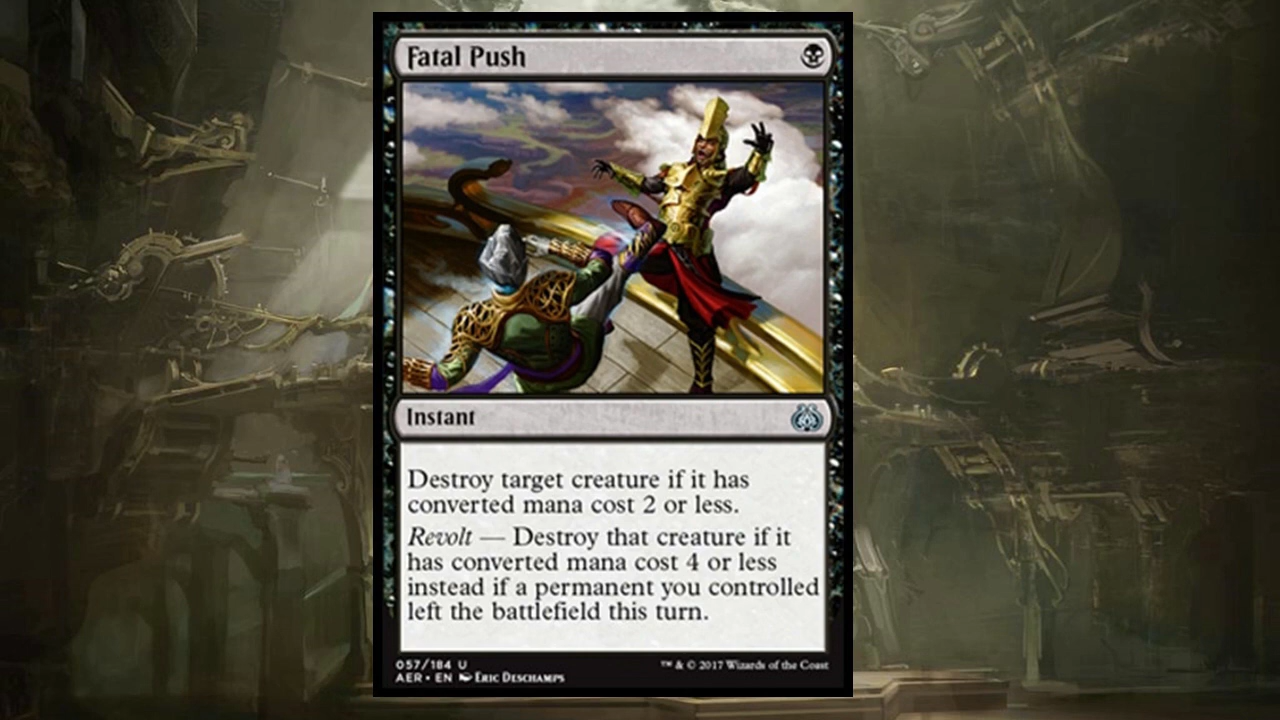 Fatal Push
Instant
Destroy target creature if it has
converted mana cost 2 or less.
Revolt — Destroy that creature if it
has converted mana cost 4 or less
instead if a permanent you controlled
left the battlefield this turn.
057/184 U
™ & © 2017 Wizards of the Coast
AER • EN Eric Deschamps